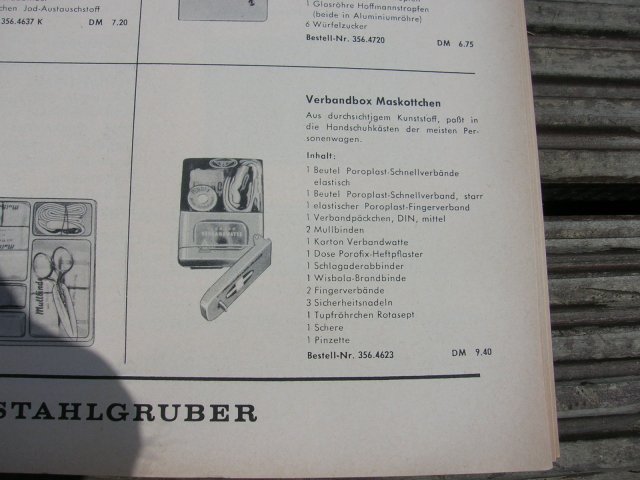 chen Jod-Austauschstoff
356.4637 K DM 7.20
1 Glasröhre Hoffmannstropfen
(beide in Aluminiumröhre)
6 Würfelzucker
Bestell-Nr. 356.4720 DM 6.75
Verbandbox Maskottchen
Aus durchsichtigem Kunststoff, paßt in
die Handschuhkästen der meisten Per-
sonenwagen.
Inhalt:
1 Beutel Poroplast-Schnellverbände
elastisch
1 Beutel Poroplast-Schnellverband, starr
1 elastischer Poroplast-Fingerverband
1 Verbandpäckchen, DIN, mittel
2 Mullbinden
1 Karton Verbandwatte
1 Dose Porofix-Heftpflaster
1 Schlagaderabbinder
1 Wisbola-Brandbinde
2 Fingerverbände
3 Sicherheitsnadeln
1 Tupfröhrchen Rotasept
1 Schere
1 Pinzette
Bestell-Nr. 356.4623 DM 9.40
VERBANDWATTE
Mullbinde
STAHLGRUBER